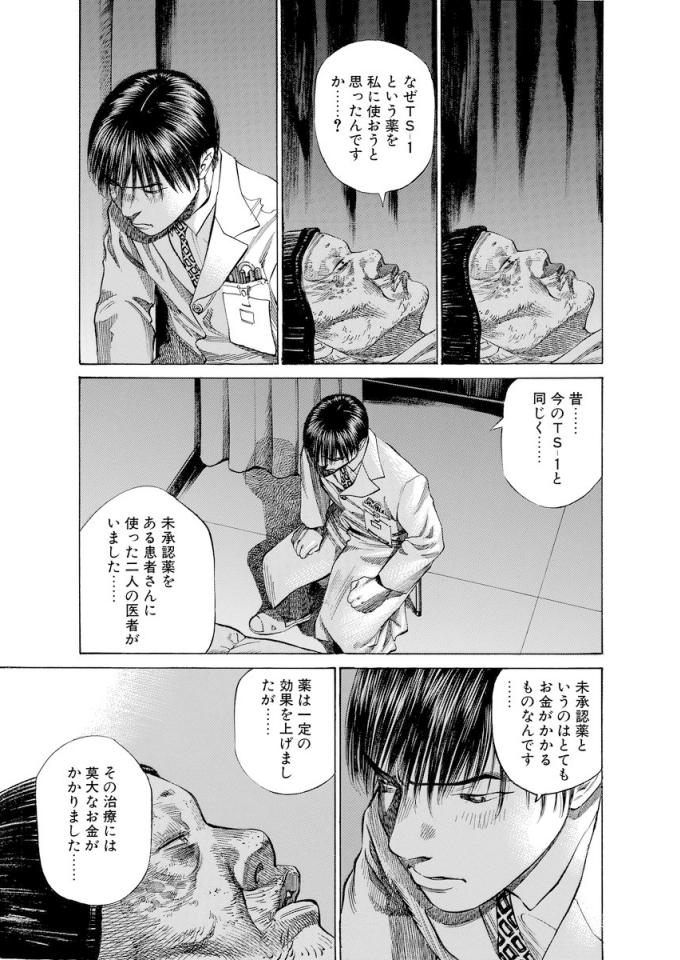 なぜTS-1
という薬を
私に使おうと
思ったんです
か……?
昔……
今のTS-1と
同じく……
未承認薬を
ある患者さんに
使った二人の医者が
いました……
未承認薬と
いうのはとても
お金がかかる
ものなんです
……
薬は一定の
効果を上げまし
たが……
その治療には
莫大なお金が
かかりました……